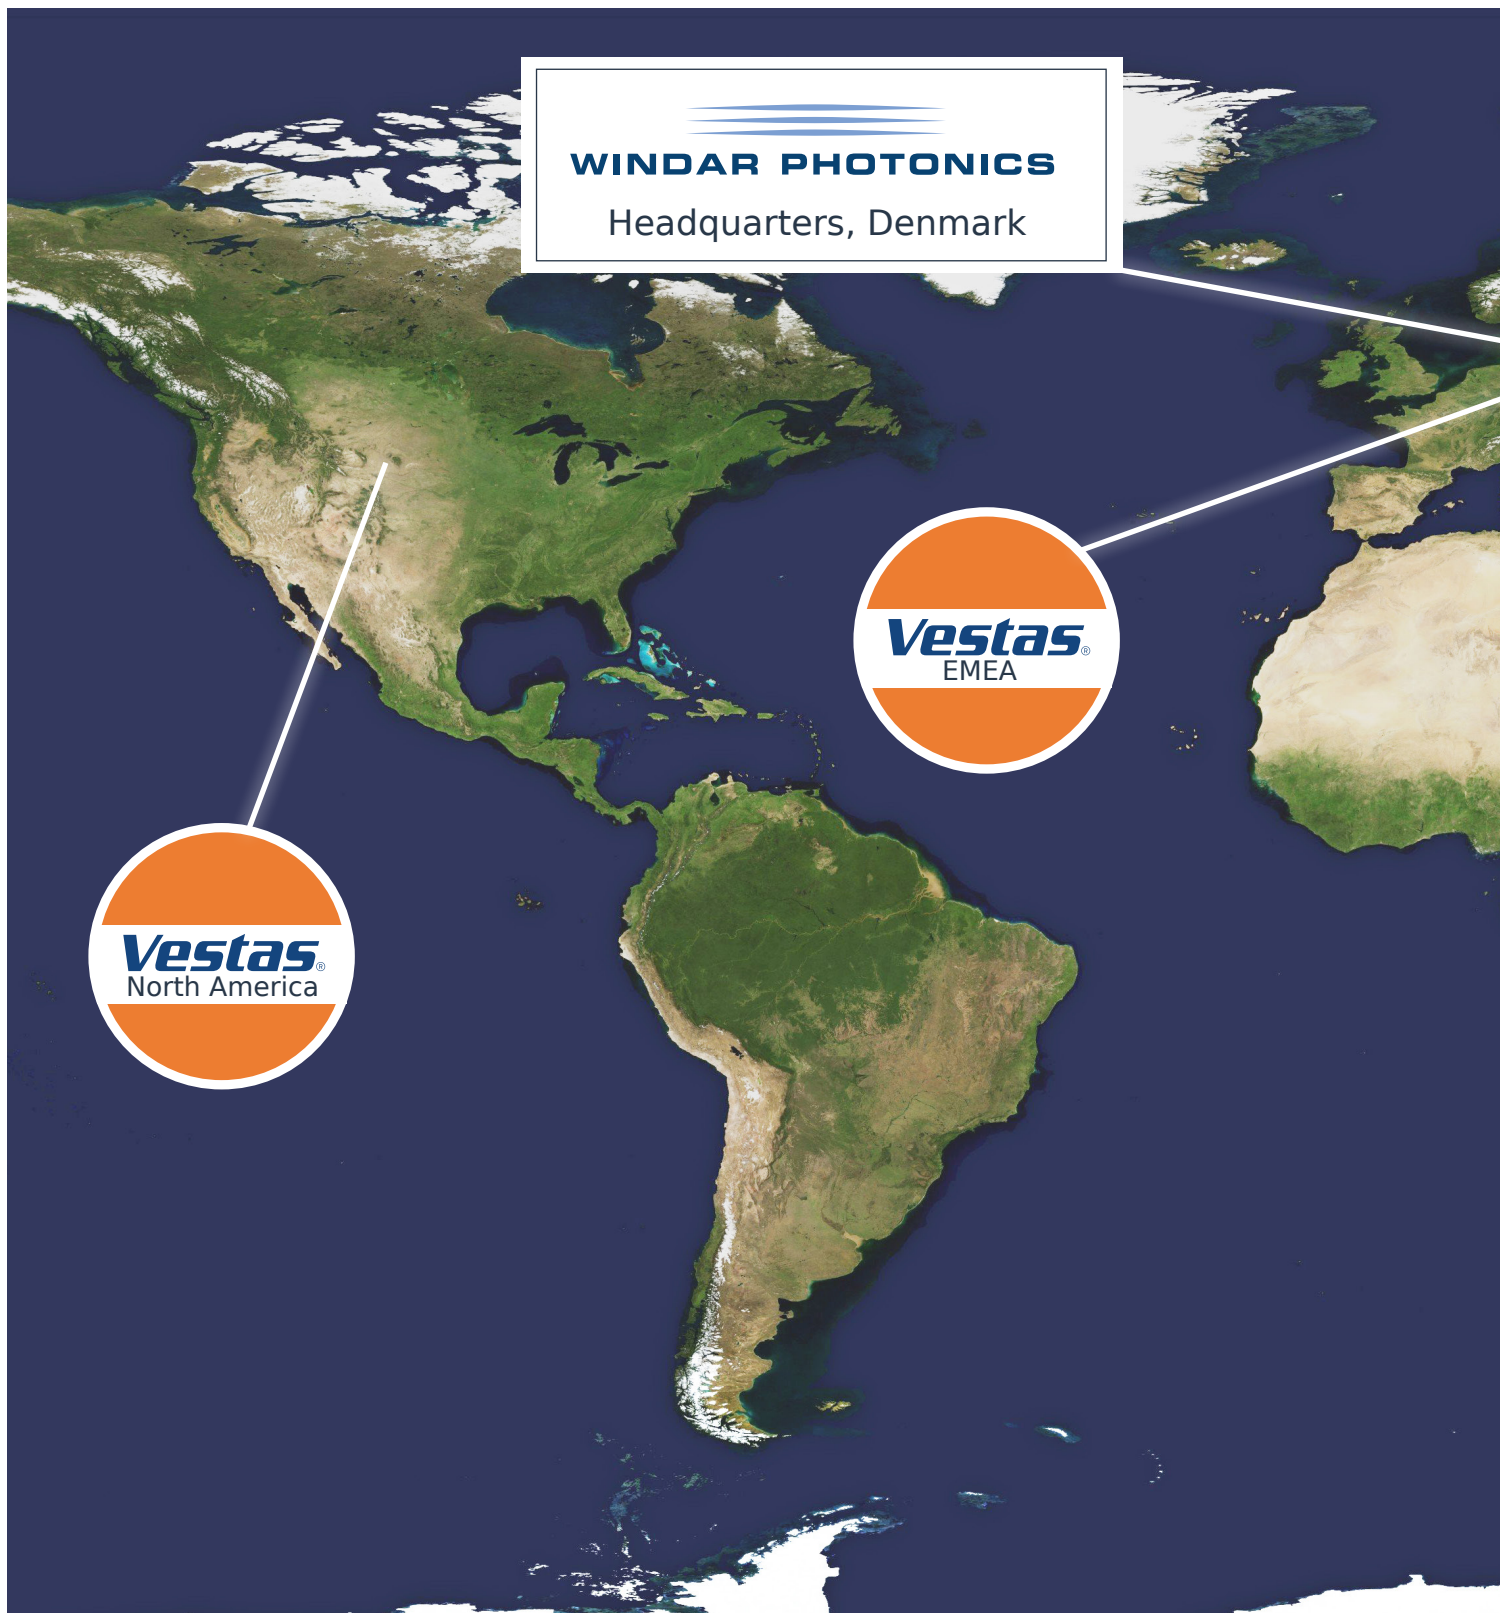 WINDAR PHOTONICS
Headquarters, Denmark
Vestas®
EMEA
Vestas®
North America